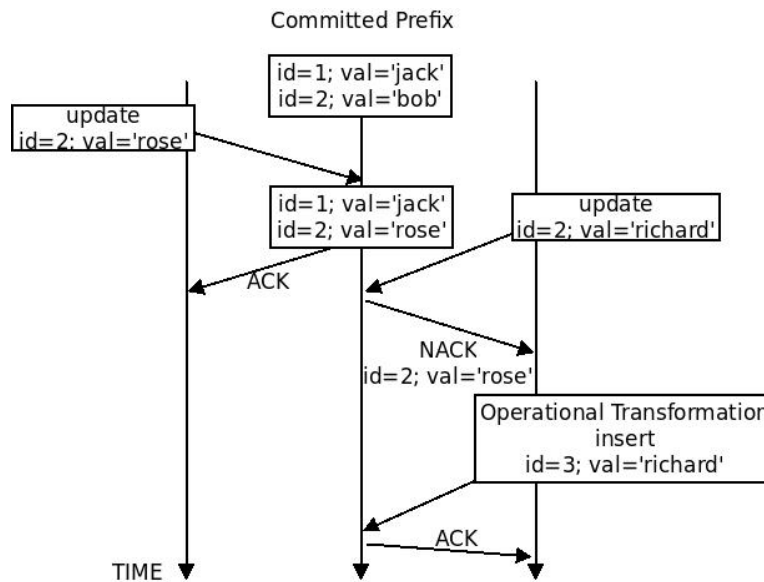 Committed Prefix
id=1; val='jack'
id=2; val='bob'
update
id=2; val='rose'
id=1; val='jack'
id=2; val='rose'
update
id=2; val='richard'
ACK
NACK
id=2; val='rose'
Operational Transformation
insert
id=3; val='richard'
ACK
TIME